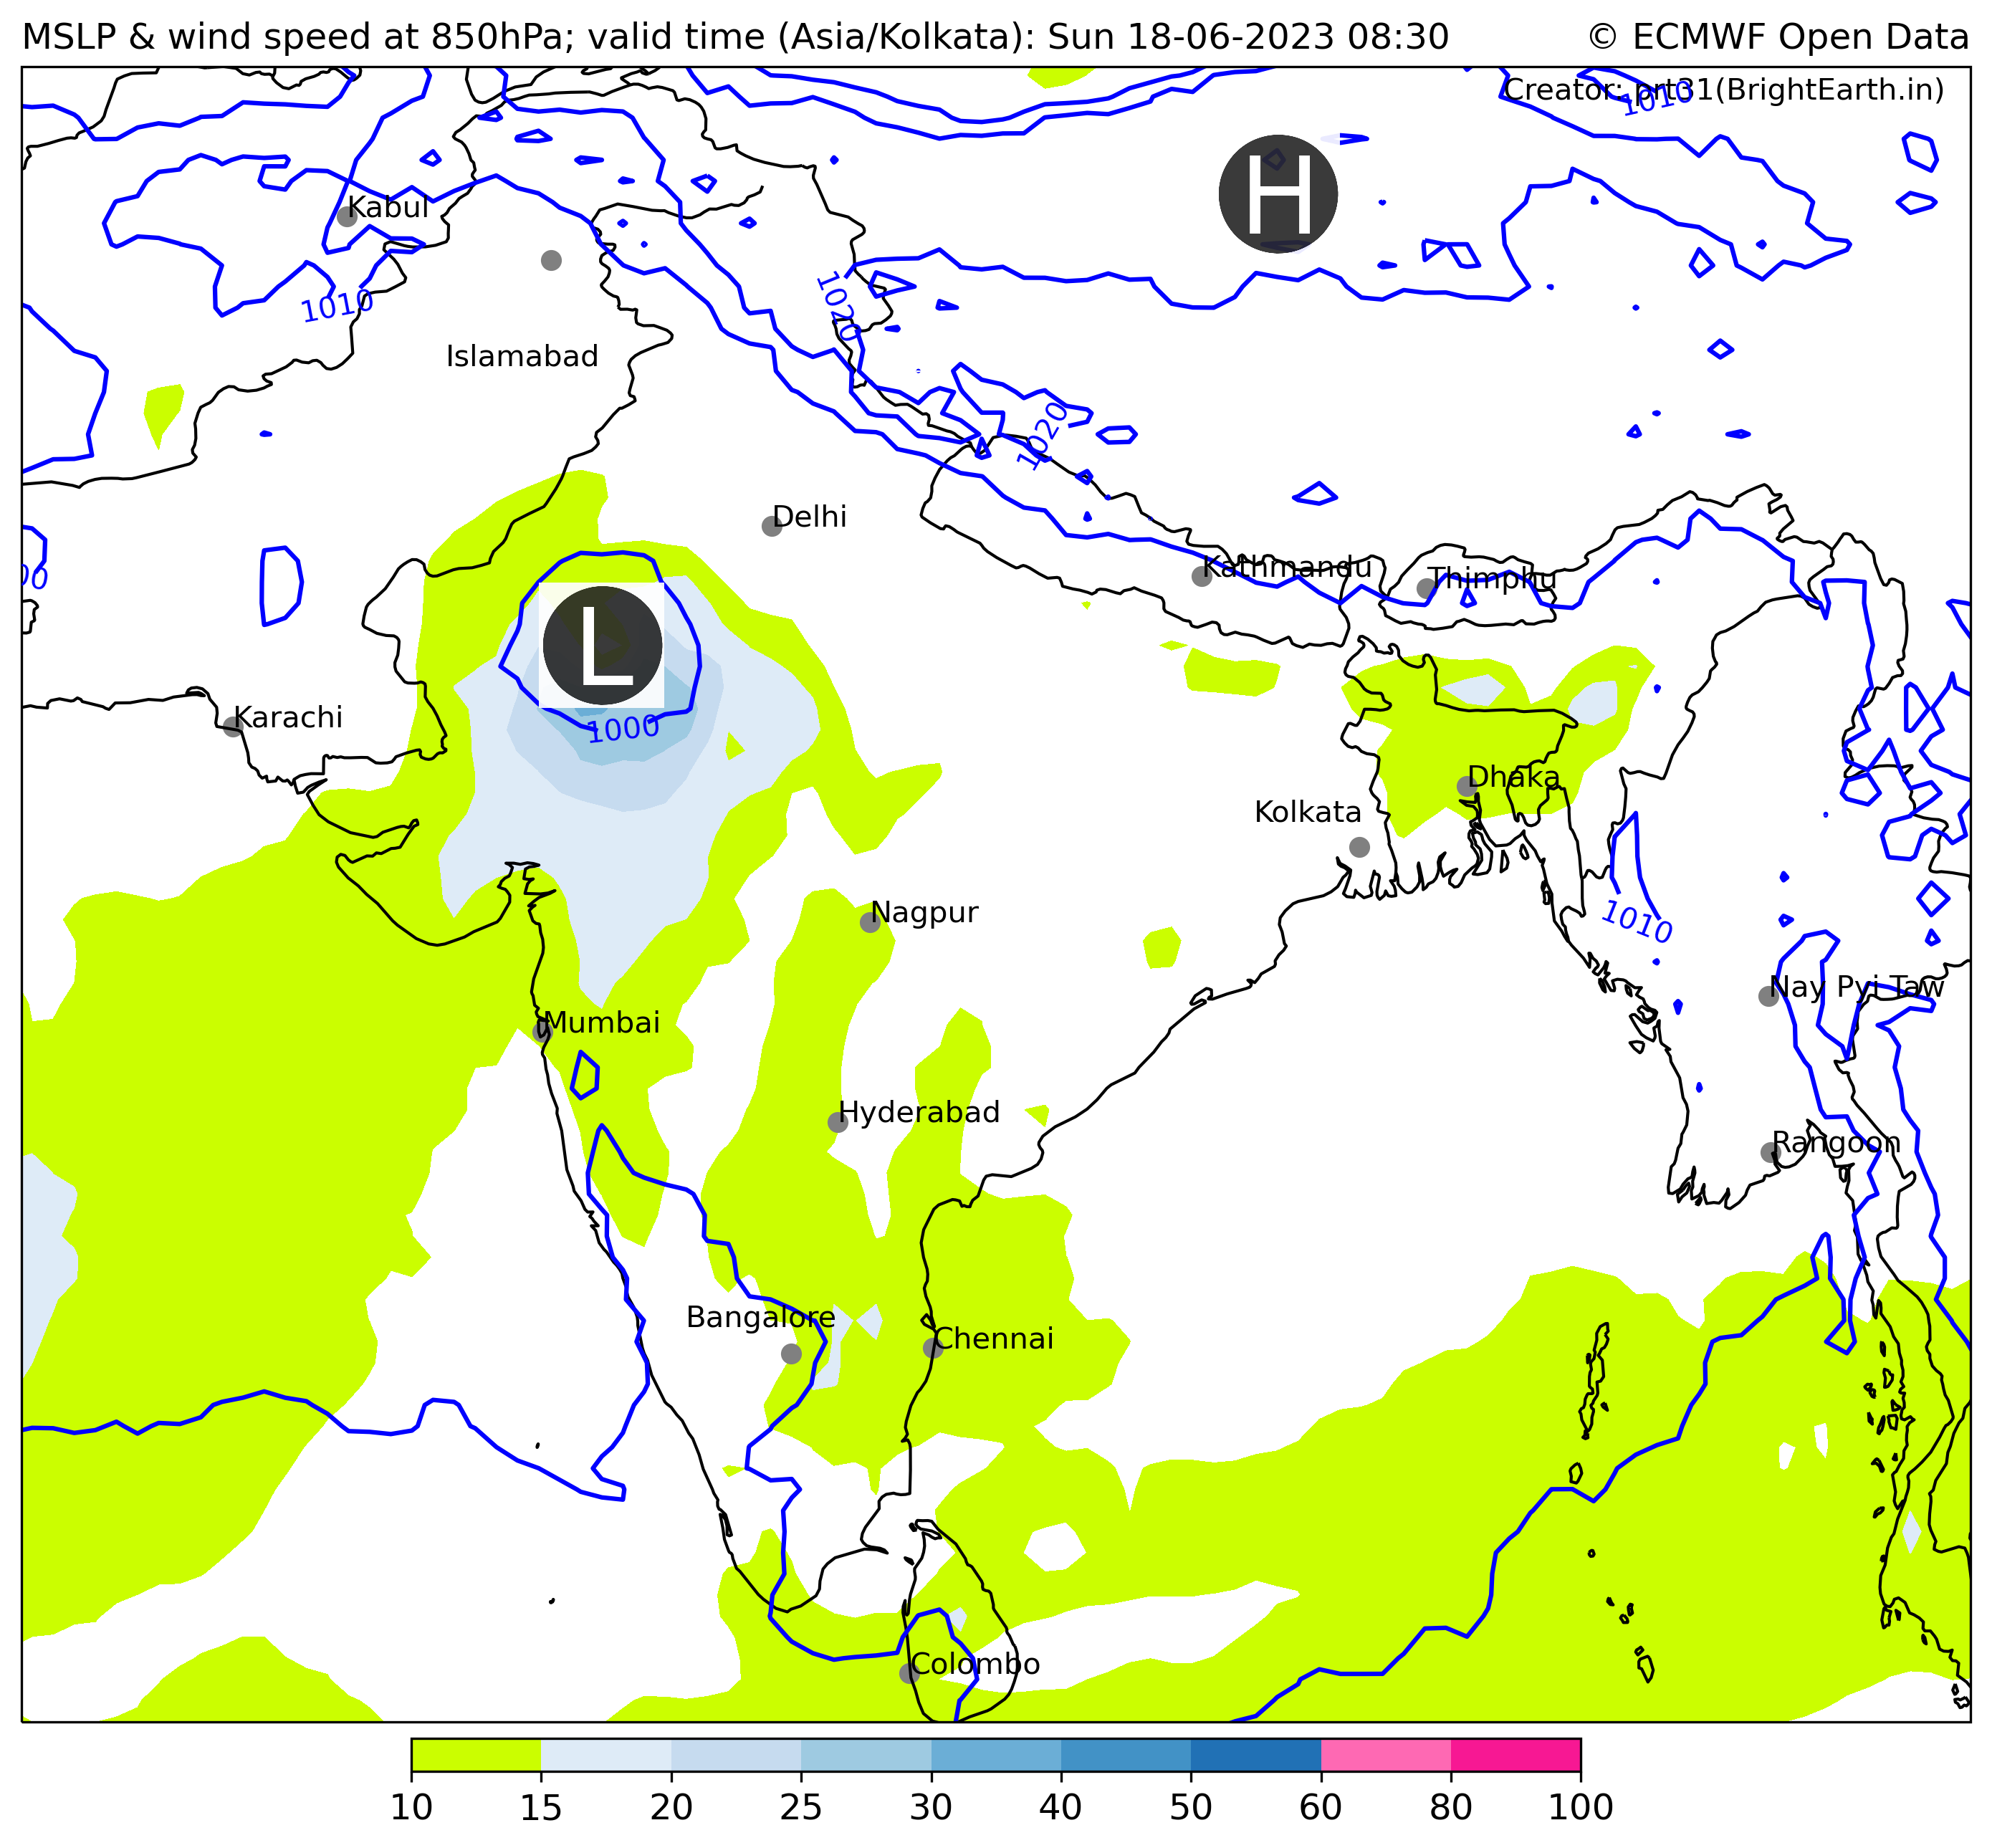 MSLP & wind speed at 850hPa; valid time (Asia/Kolkata): Sun 18-06-2023 08:30
© ECMWF Open Data
Creator: prt31(BrightEarth.in)
1010
H
Kabul
1010
1020
Islamabad
1020
Delhi
Kathmandu
Thimphu
00
L
1000
Karachi
Dhaka
Kolkata
Nagpur
1010
Nay Pyi Taw
Mumbai
Hyderabad
Rangoon
Bangalore
Chennai
Colombo
10 15 20 25 30 40 50 60 80 100